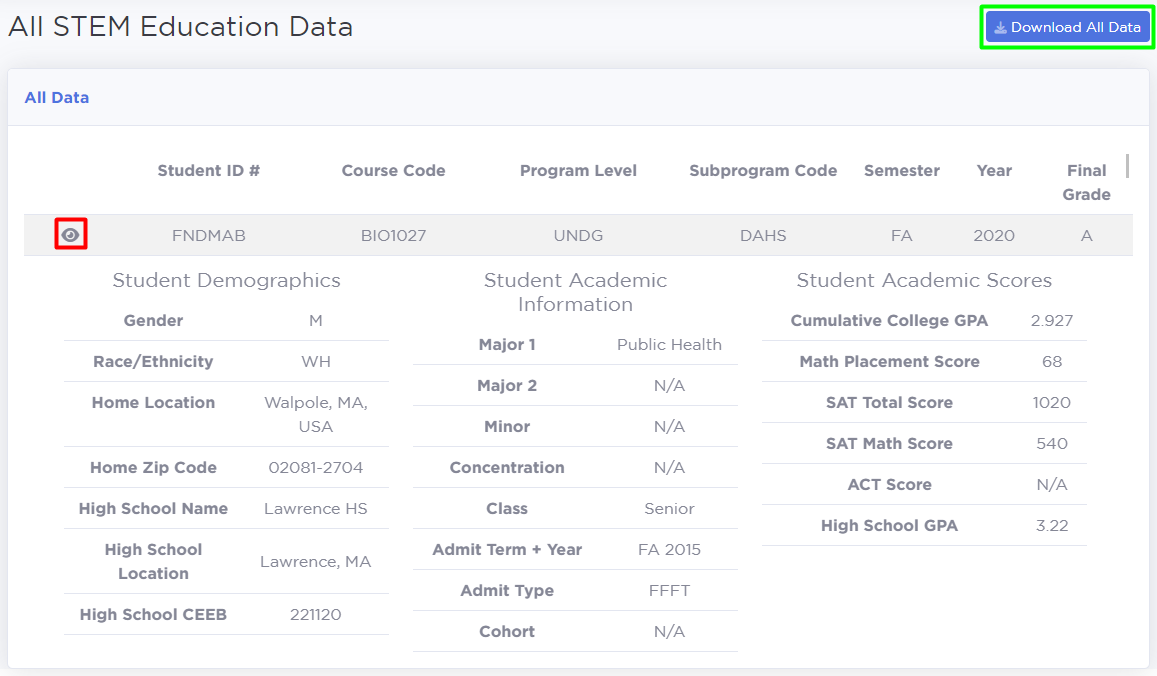 All STEM Education Data
Download All Data
All Data
Student ID # Course Code Program Level Subprogram Code Semester Year Final
Grade
FNDMAB BIO1027 UNDG DAHS FA 2020 A
Student Demographics
Gender M
Race/Ethnicity WH
Home Location Walpole, MA,
USA
Home Zip Code 02081-2704
High School Name Lawrence HS
High School
Location
Lawrence, MA
High School CEEB 221120
Student Academic
Information
Major 1 Public Health
Major 2 N/A
Minor N/A
Concentration N/A
Class Senior
Admit Term + Year FA 2015
Admit Type FFFT
Cohort N/A
Student Academic Scores
Cumulative College GPA 2.927
Math Placement Score 68
SAT Total Score 1020
SAT Math Score 540
ACT Score N/A
High School GPA 3.22